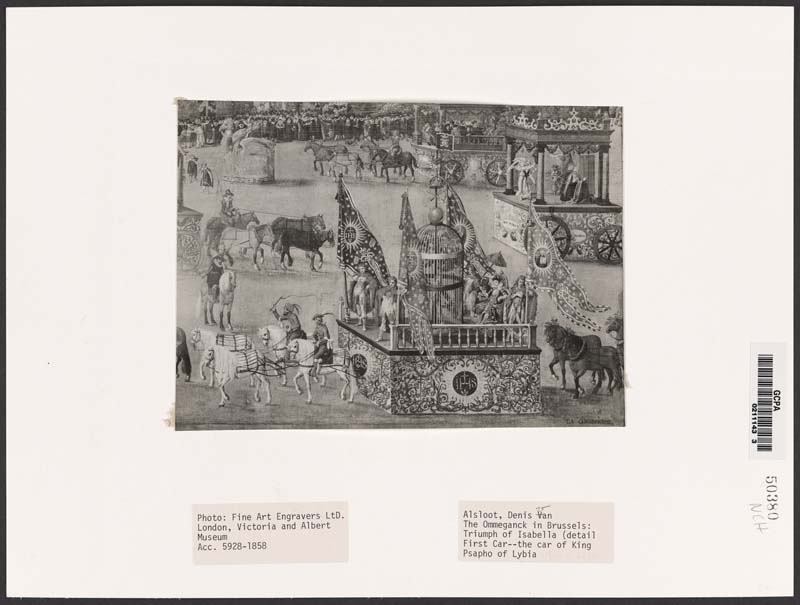 IHS
GCPA
0211143 3
50380
NCH
Photo: Fine Art Engravers LtD.
London, Victoria and Albert
Museum
Acc. 5928-1858
Alsloot, Denis Van
The Ommeganck in Brussels:
Triumph of Isabella (detail
First Car--the car of King
Psapho of Lybia